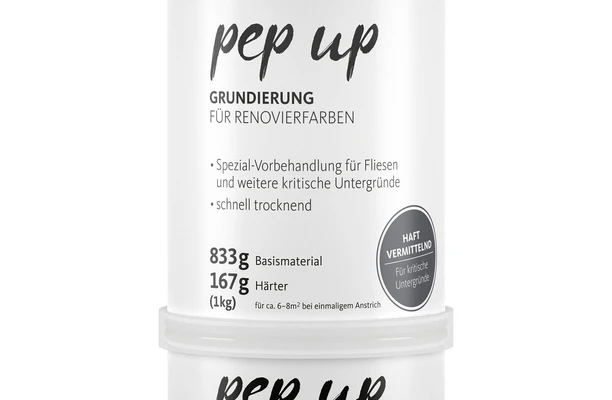 pep up
GRUNDIERUNG
FÜR RENOVIERFARBEN
• Spezial-Vorbehandlung für Fliesen
und weitere kritische Untergründe
• schnell trocknend
HAFT
VERMITTELND
Für kritische
Untergründe
833g Basismaterial
167g Härter
(1kg) für ca. 6–8m² bei einmaligem Anstrich
pep up